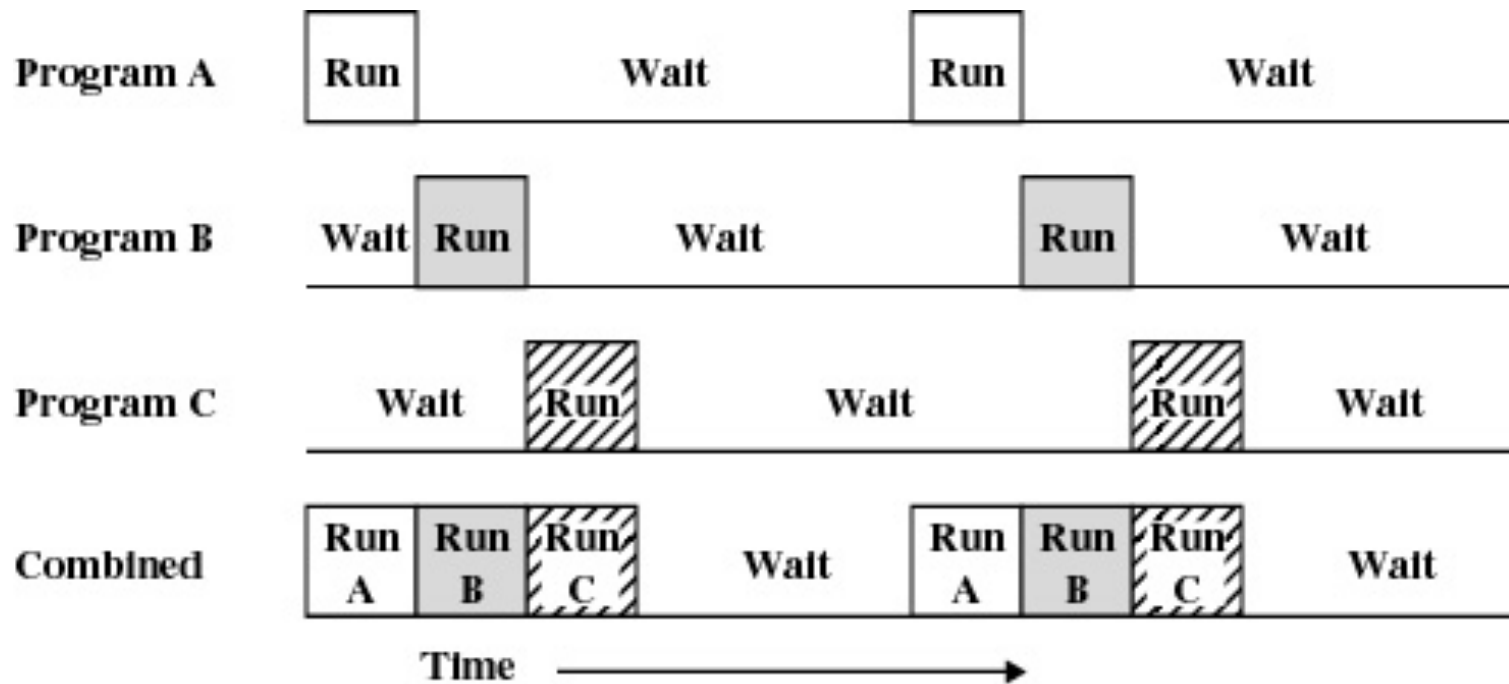 Program A Run Wait Run Wait
Program B Wait Run Wait Run Wait
Program C Wait Run Wait Run Wait
Combined Run A Run B Run C Wait Run A Run B Run C Wait
Time